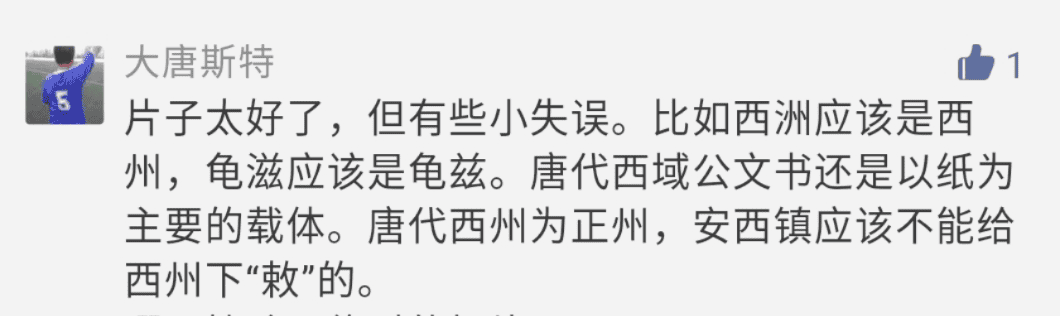 大唐斯特
1
片子太好了，但有些小失误。比如西洲应该是西
州，龟滋应该是龟兹。唐代西域公文书还是以纸为
主要的载体。唐代西州为正州，安西镇应该不能给
西州下“敕”的。
5